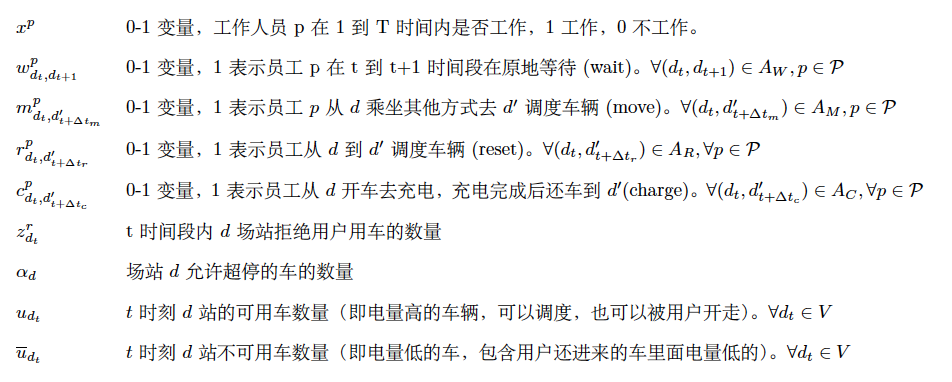 $x^p$ 0-1 变量，工作人员 p 在 1 到 T 时间内是否工作，1 工作，0 不工作。
$w^p_{d_t,d_{t+1}}$ 0-1 变量，1 表示员工 p 在 t 到 t+1 时间段在原地等待 (wait)。$\forall (d_t, d_{t+1}) \in A_W, p \in \mathcal{P}$
$m^p_{d_t,d'_{t+\Delta t_m}}$ 0-1 变量，1 表示员工 $p$ 从 $d$ 乘坐其他方式去 $d'$ 调度车辆 (move)。$\forall (d_t, d'_{t+\Delta t_m}) \in A_M, p \in \mathcal{P}$
$r^p_{d_t,d'_{t+\Delta t_r}}$ 0-1 变量，1 表示员工从 $d$ 到 $d'$ 调度车辆 (reset)。$\forall (d_t, d'_{t+\Delta t_r}) \in A_R, \forall p \in \mathcal{P}$
$c^p_{d_t,d'_{t+\Delta t_c}}$ 0-1 变量，1 表示员工从 $d$ 开车去充电，充电完成后还车到 $d'$(charge)。$\forall (d_t, d'_{t+\Delta t_c}) \in A_C, \forall p \in \mathcal{P}$
$z^r_{d_t}$ t 时间段内 $d$ 场站拒绝用户用车的数量
$\alpha_d$ 场站 $d$ 允许超停的车的数量
$u_{d_t}$ $t$ 时刻 $d$ 站的可用车数量（即电量高的车辆，可以调度，也可以被用户开走）。$\forall d_t \in V$
$\overline{u}_{d_t}$ $t$ 时刻 $d$ 站不可用车数量（即电量低的车，包含用户还进来的车里面电量低的）。$\forall d_t \in V$